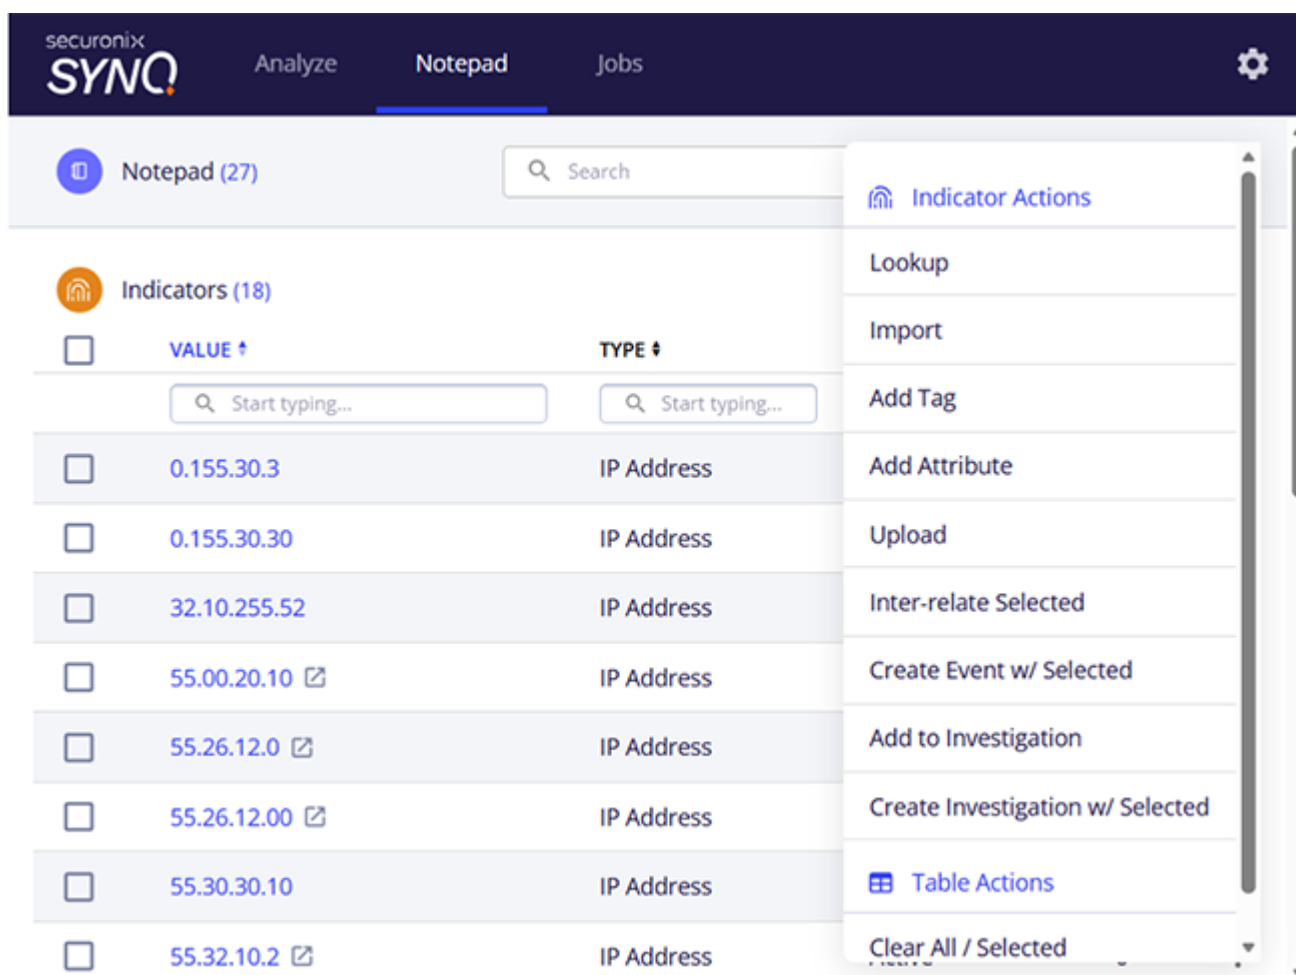 securonix
SYNQ
Analyze
Notepad
Jobs
Notepad (27)
Search
Indicators (18)
VALUE
TYPE
Start typing...
Start typing...
0.155.30.3
IP Address
0.155.30.30
IP Address
32.10.255.52
IP Address
55.00.20.10
IP Address
55.26.12.0
IP Address
55.26.12.00
IP Address
55.30.30.10
IP Address
55.32.10.2
IP Address
Indicator Actions
Lookup
Import
Add Tag
Add Attribute
Upload
Inter-relate Selected
Create Event w/ Selected
Add to Investigation
Create Investigation w/ Selected
Table Actions
Clear All / Selected